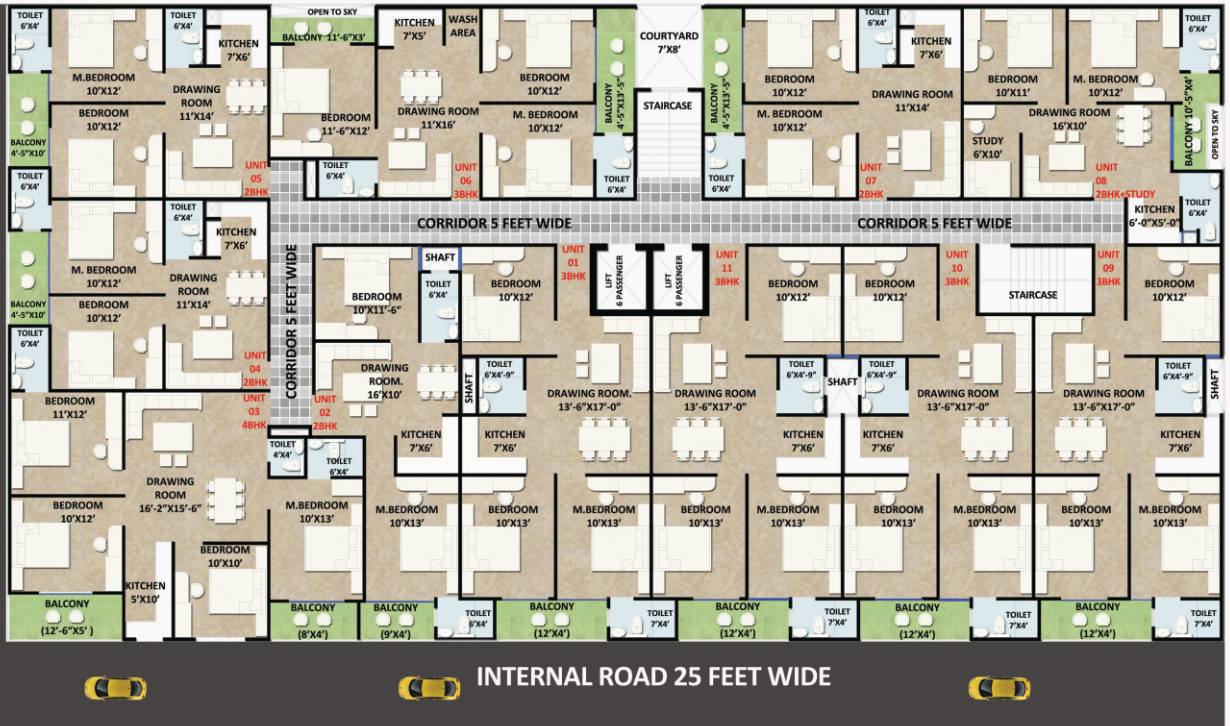 TOILET
6'X4'
M.BEDROOM
10'X12'
TOILET
6'X4'
KITCHEN
7'X6'
DRAWING
ROOM
11'X14'
BEDROOM
10'X12'
BALCONY
4'-5"X10'
UNIT
05
2BHK
OPEN TO SKY
BALCONY 11'-6"X3'
BEDROOM
11'-6"X12'
KITCHEN
7'X5'
WASH
AREA
DRAWING ROOM
11'X16'
TOILET
6'X4'
BEDROOM
10'X12'
M. BEDROOM
10'X12'
UNIT
06
3BHK
BALCONY
4'-5"X13'-5"
TOILET
6'X4'
COURTYARD
7'X8'
STAIRCASE
BALCONY
4'-5"X13'-5"
TOILET
6'X4'
BEDROOM
10'X12'
M. BEDROOM
10'X12'
TOILET
6'X4'
KITCHEN
7'X6'
DRAWING ROOM
11'X14'
UNIT
07
2BHK
BEDROOM
10'X11'
M. BEDROOM
10'X12'
TOILET
6'X4'
DRAWING ROOM
16'X10'
STUDY
6'X10'
BALCONY 10'-5"X4'
OPEN TO SKY
UNIT
08
2BHK+STUDY
KITCHEN
6'-0"X5'-0"
TOILET
6'X4'
CORRIDOR 5 FEET WIDE
CORRIDOR 5 FEET WIDE
CORRIDOR 5 FEET WIDE
TOILET
6'X4'
M. BEDROOM
10'X12'
TOILET
6'X4'
KITCHEN
7'X6'
DRAWING
ROOM
11'X14'
BALCONY
4'-5"X10'
BEDROOM
10'X12'
TOILET
6'X4'
UNIT
04
2BHK
BEDROOM
10'X11'-6"
SHAFT
TOILET
6'X4'
DRAWING
ROOM.
16'X10'
UNIT
02
2BHK
KITCHEN
7'X6'
BEDROOM
10'X12'
UNIT
01
3BHK
LIFT
6 PASSENGER
LIFT
6 PASSENGER
UNIT
11
3BHK
BEDROOM
10'X12'
BEDROOM
10'X12'
UNIT
10
3BHK
STAIRCASE
UNIT
09
3BHK
BEDROOM
10'X12'
SHAFT
TOILET
6'X4'-9"
DRAWING ROOM.
13'-6"X17'-0"
KITCHEN
7'X6'
DRAWING ROOM
13'-6"X17'-0"
TOILET
6'X4'-9"
KITCHEN
7'X6'
SHAFT
TOILET
6'X4'-9"
KITCHEN
7'X6'
DRAWING ROOM
13'-6"X17'-0"
DRAWING ROOM
13'-6"X17'-0"
TOILET
6'X4'-9"
SHAFT
KITCHEN
7'X6'
BEDROOM
11'X12'
UNIT
03
4BHK
DRAWING
ROOM
16'-2"X15'-6"
BEDROOM
10'X12'
KITCHEN
5'X10'
BEDROOM
10'X10'
BALCONY
(12'-6"X5' )
TOILET
4'X4'
TOILET
6'X4'
M.BEDROOM
10'X13'
M.BEDROOM
10'X13'
BEDROOM
10'X13'
M.BEDROOM
10'X13'
BEDROOM
10'X13'
M.BEDROOM
10'X13'
BEDROOM
10'X13'
M.BEDROOM
10'X13'
BEDROOM
10'X13'
M.BEDROOM
10'X13'
BALCONY
(8'X4')
BALCONY
(9'X4')
TOILET
6'X4'
BALCONY
(12'X4')
TOILET
7'X4'
BALCONY
(12'X4')
TOILET
7'X4'
BALCONY
(12'X4')
TOILET
7'X4'
BALCONY
(12'X4')
TOILET
7'X4'
INTERNAL ROAD 25 FEET WIDE